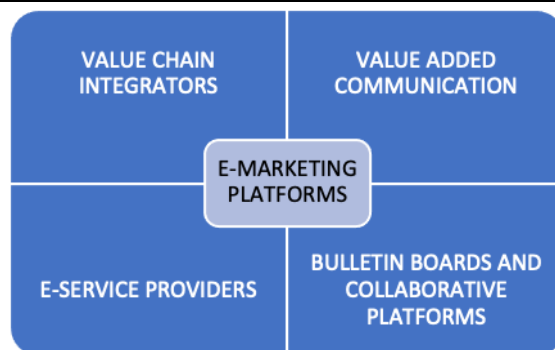 VALUE CHAIN
INTEGRATORS
VALUE ADDED
COMMUNICATION
E-MARKETING
PLATFORMS
E-SERVICE PROVIDERS
BULLETIN BOARDS AND
COLLABORATIVE
PLATFORMS